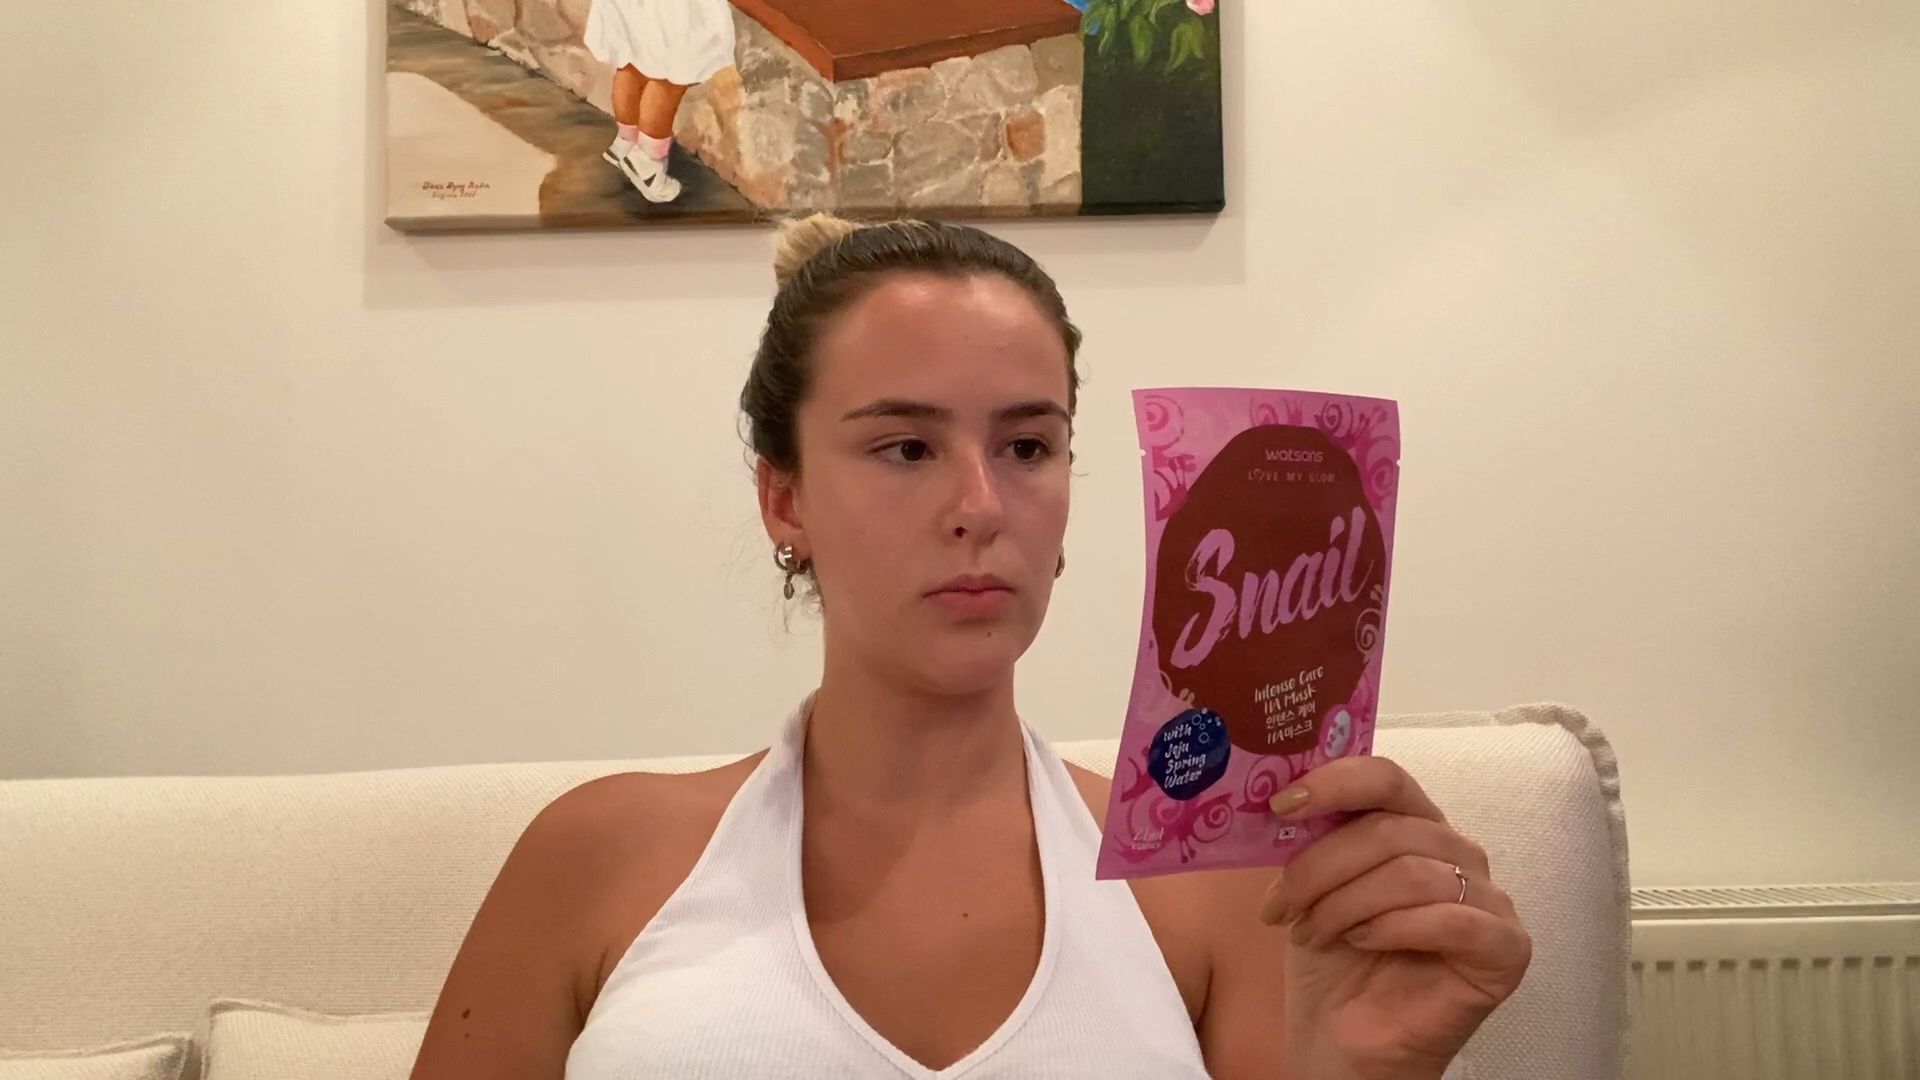 watsons
LOVE MY GLOW
Snail
Intense Care
HA Mask
인텐스 케어
HA마스크
with
Jeju
Spring
Water